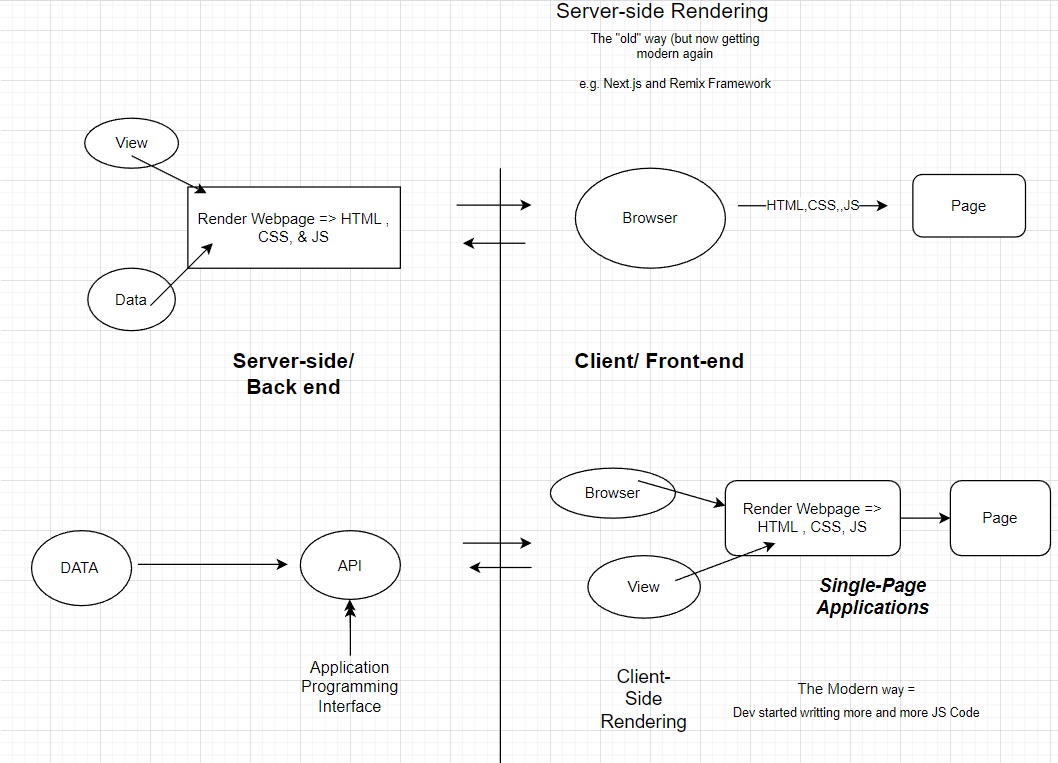 Server-side Rendering
The "old" way (but now getting
modern again
e.g. Next.js and Remix Framework
View
Render Webpage => HTML ,
CSS, & JS
Data
Browser
HTML,CSS,,JS
Page
Server-side/
Back end
Client/ Front-end
DATA
API
Application
Programming
Interface
Browser
View
Render Webpage =>
HTML , CSS, JS
Page
Single-Page
Applications
Client-
Side
Rendering
The Modern way =
Dev started writting more and more JS Code